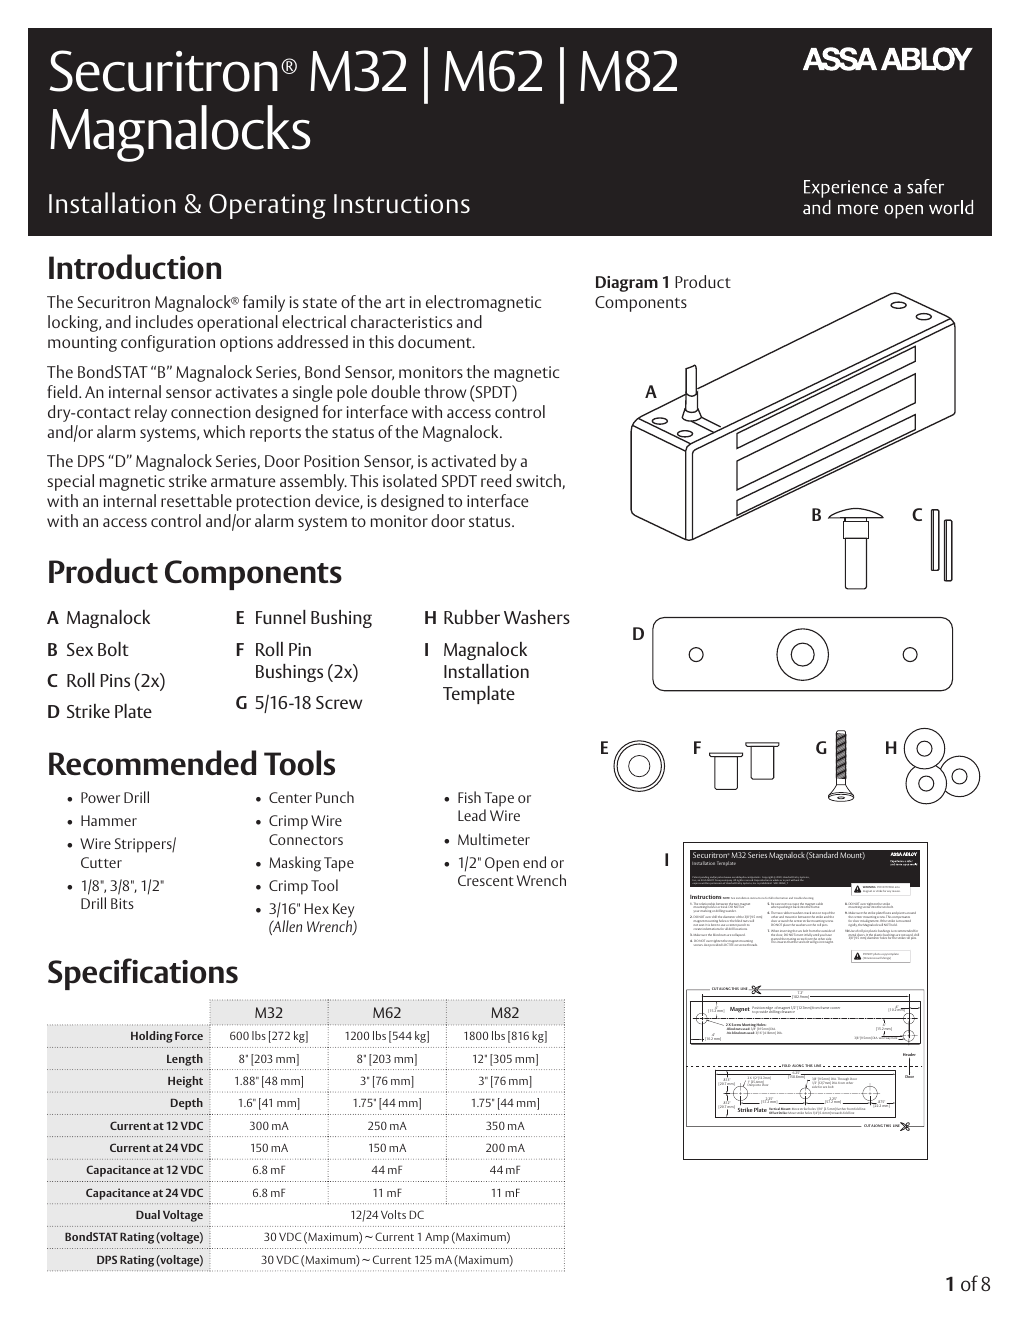 Securitron® M32 | M62 | M82
Magnalocks
ASSA ABLOY
Installation & Operating Instructions
Experience a safer
and more open world
Introduction
The Securitron Magnalock® family is state of the art in electromagnetic
locking, and includes operational electrical characteristics and
mounting configuration options addressed in this document.
The BondSTAT “B” Magnalock Series, Bond Sensor, monitors the magnetic
field. An internal sensor activates a single pole double throw (SPDT)
dry-contact relay connection designed for interface with access control
and/or alarm systems, which reports the status of the Magnalock.
The DPS “D” Magnalock Series, Door Position Sensor, is activated by a
special magnetic strike armature assembly. This isolated SPDT reed switch,
with an internal resettable protection device, is designed to interface
with an access control and/or alarm system to monitor door status.
Product Components
A Magnalock
B Sex Bolt
C Roll Pins (2x)
D Strike Plate
E Funnel Bushing
F Roll Pin
Bushings (2x)
G 5/16-18 Screw
H Rubber Washers
I Magnalock
Installation
Template
Recommended Tools
• Power Drill
• Hammer
• Wire Strippers/
Cutter
• 1/8", 3/8", 1/2"
Drill Bits
• Center Punch
• Crimp Wire
Connectors
• Masking Tape
• Crimp Tool
• 3/16" Hex Key
(Allen Wrench)
• Fish Tape or
Lead Wire
• Multimeter
• 1/2" Open end or
Crescent Wrench
Specifications
M32 M62 M82
Holding Force 600 lbs [272 kg] 1200 lbs [544 kg] 1800 lbs [816 kg]
Length 8" [203 mm] 8" [203 mm] 12" [305 mm]
Height 1.88" [48 mm] 3" [76 mm] 3" [76 mm]
Depth 1.6" [41 mm] 1.75" [44 mm] 1.75" [44 mm]
Current at 12 VDC 300 mA 250 mA 350 mA
Current at 24 VDC 150 mA 150 mA 200 mA
Capacitance at 12 VDC 6.8 mF 44 mF 44 mF
Capacitance at 24 VDC 6.8 mF 11 mF 11 mF
Dual Voltage 12/24 Volts DC
BondSTAT Rating (voltage) 30 VDC (Maximum) ~ Current 1 Amp (Maximum)
DPS Rating (voltage) 30 VDC (Maximum) ~ Current 125 mA (Maximum)
Diagram 1 Product
Components
A
B
C
D
E
F
G
H
I
Securitron® M32 Series Magnalock (Standard Mount)
ASSA ABLOY
Installation Template
Instructions
CUT ALONG THIS LINE
Magnet
Header
FOLD ALONG THIS LINE
Door
Strike Plate
CUT ALONG THIS LINE
1 of 8